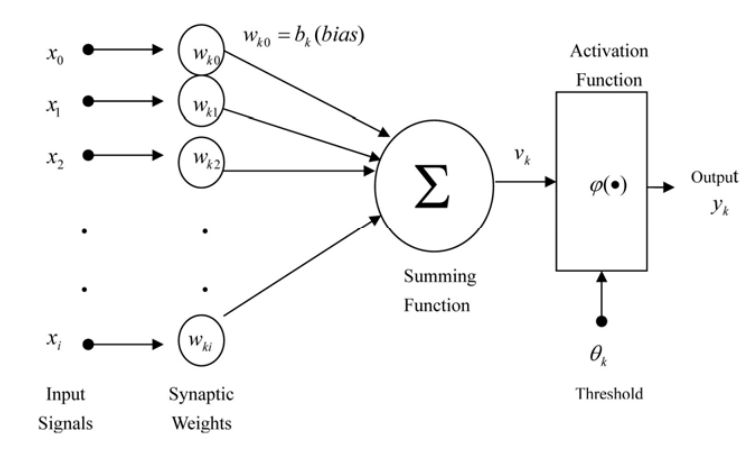 w_k0 = b_k (bias)
x_0
w_k0
x_1
w_k1
x_2
w_k2
x_i
w_ki
Σ
Summing
Function
v_k
Activation
Function
φ(•)
Output
y_k
θ_k
Threshold
Input
Signals
Synaptic
Weights